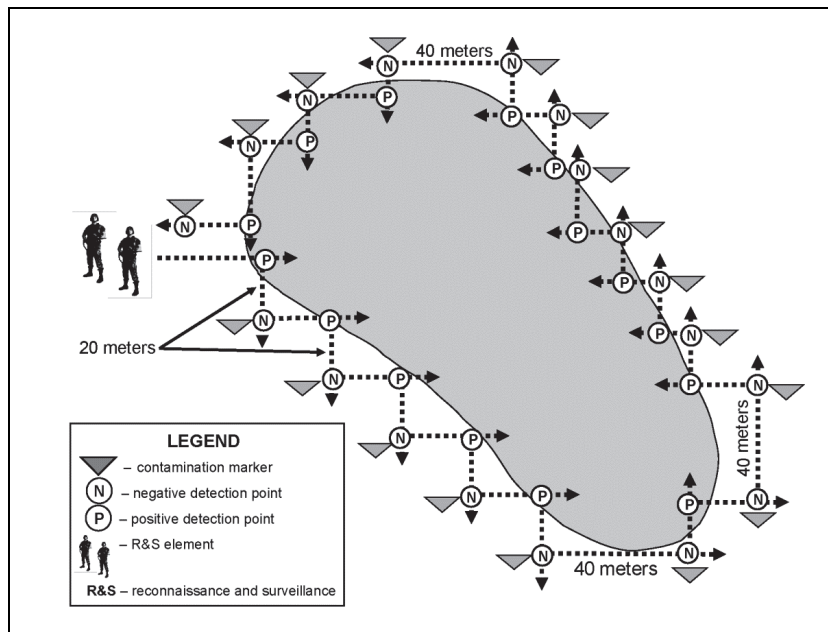 N 40 meters N
N P
P N
N P
P N
N P
P N
P
P N
N P
P N
20 meters
N P
P N
N P
40 meters
N P
P N
N N
40 meters
LEGEND
– contamination marker
N – negative detection point
P – positive detection point
– R&S element
R&S – reconnaissance and surveillance